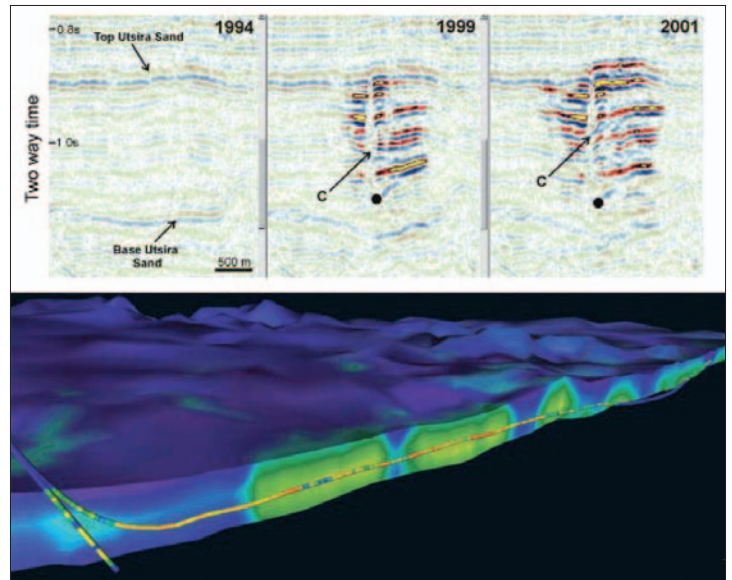 1994
1999
2001
0.8s
Top Utsira Sand
Two way time
1.0s
C
C
Base Utsira
Sand
500 m